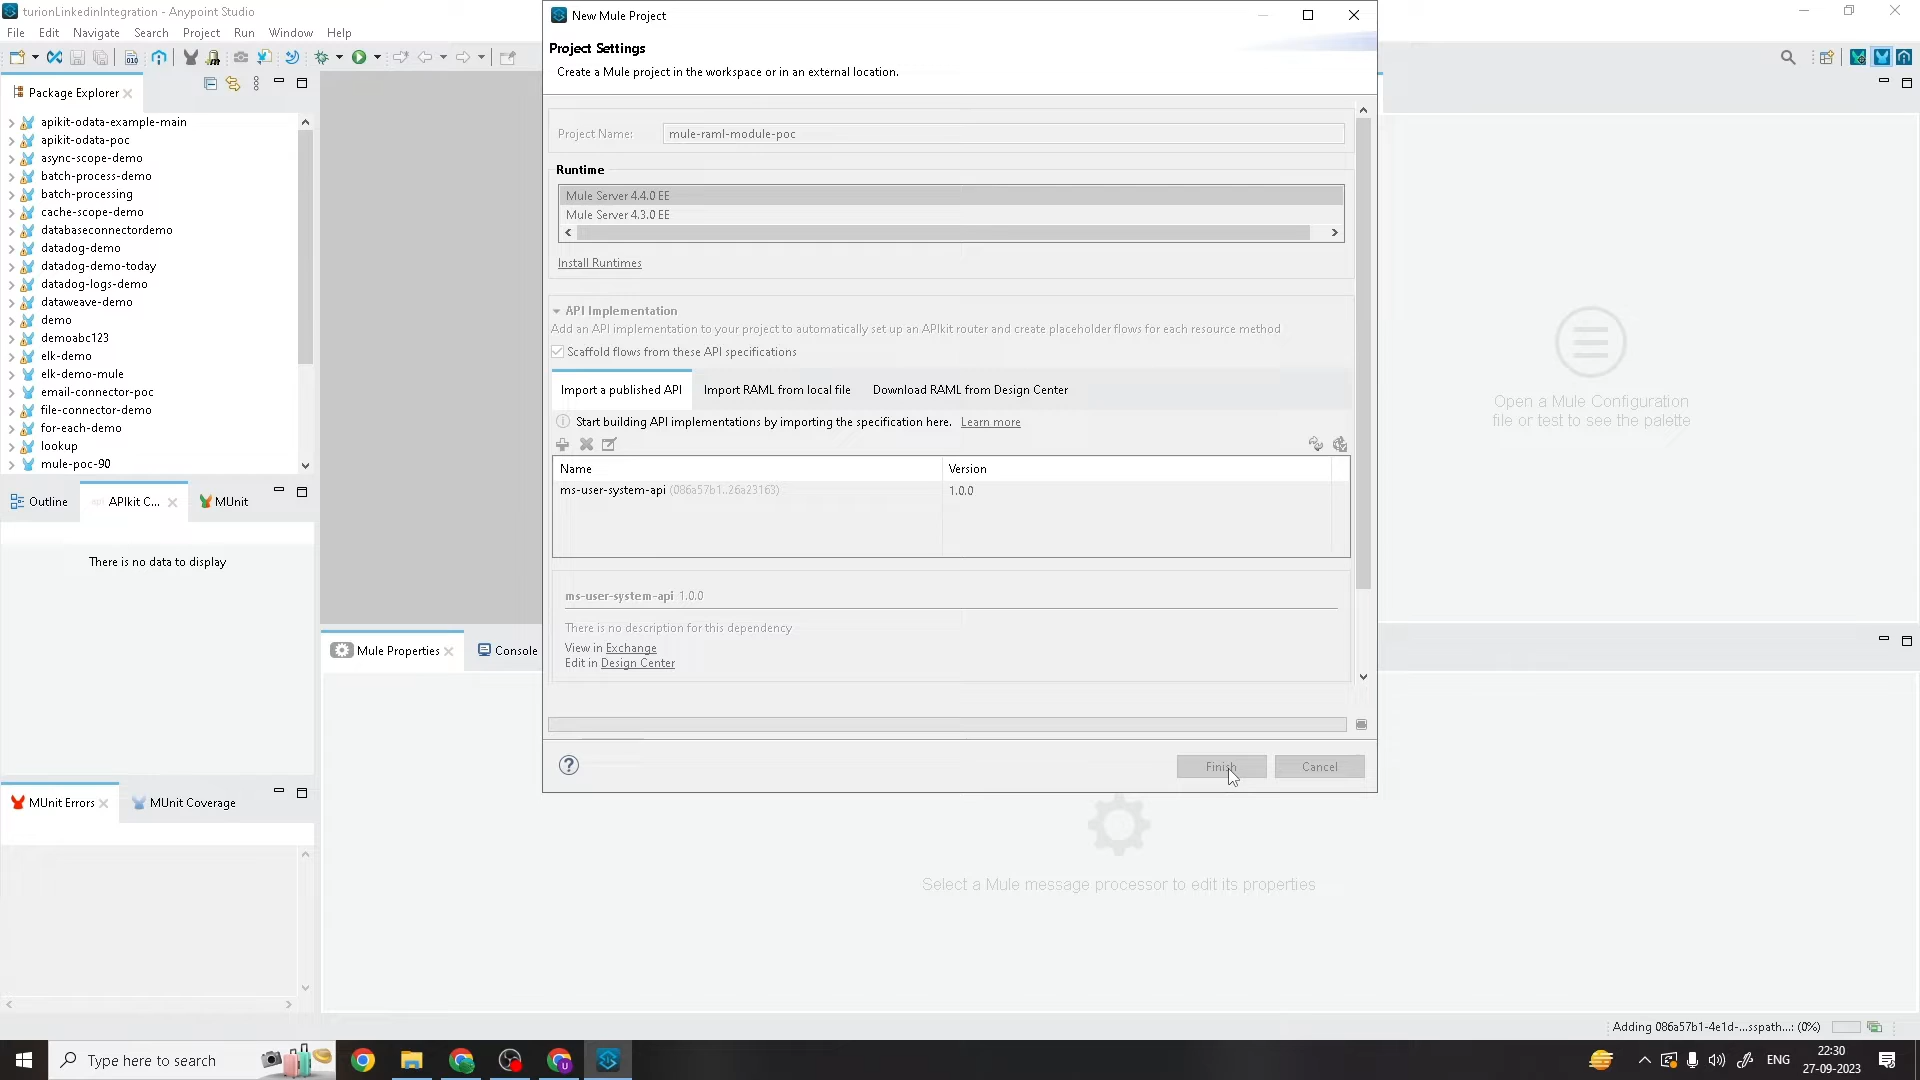 turionLinkedinIntegration - Anypoint Studio
File Edit Navigate Search Project Run Window Help
Package Explorer
apikit-odata-example-main
apikit-odata-poc
async-scope-demo
batch-process-demo
batch-processing
cache-scope-demo
databaseconnectordemo
datadog-demo
datadog-demo-today
datadog-logs-demo
dataweave-demo
demo
demoabc123
elk-demo
elk-demo-mule
email-connector-poc
file-connector-demo
for-each-demo
lookup
mule-poc-90
Outline APIkit C... MUnit
There is no data to display
MUnit Errors MUnit Coverage
New Mule Project
Project Settings
Create a Mule project in the workspace or in an external location.
Project Name: mule-raml-module-poc
Runtime
Mule Server 4.4.0 EE
Mule Server 4.3.0 EE
Install Runtimes
API Implementation
Add an API implementation to your project to automatically set up an APIkit router and create placeholder flows for each resource method
Scaffold flows from these API specifications
Import a published API Import RAML from local file Download RAML from Design Center
Start building API implementations by importing the specification here. Learn more
Name Version
ms-user-system-api (086a57b1..26a23163) 1.0.0
ms-user-system-api 1.0.0
There is no description for this dependency
View in Exchange
Edit in Design Center
Finish Cancel
Open a Mule Configuration
file or test to see the palette
Mule Properties Console
Select a Mule message processor to edit its properties
Adding 086a57b1-4e1d-...sspath...: (0%)
Type here to search
ENG
22:30
27-09-2023